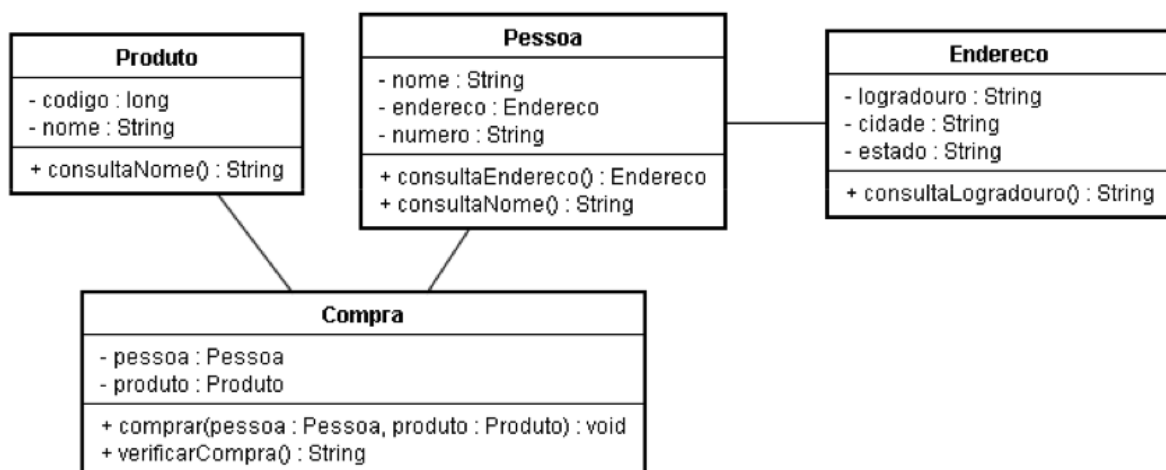 Produto
- codigo : long
- nome : String
+ consultaNome() : String
Pessoa
- nome : String
- endereco : Endereco
- numero : String
+ consultaEndereco() : Endereco
+ consultaNome() : String
Endereco
- logradouro : String
- cidade : String
- estado : String
+ consultaLogradouro() : String
Compra
- pessoa : Pessoa
- produto : Produto
+ comprar(pessoa : Pessoa, produto : Produto) : void
+ verificarCompra() : String